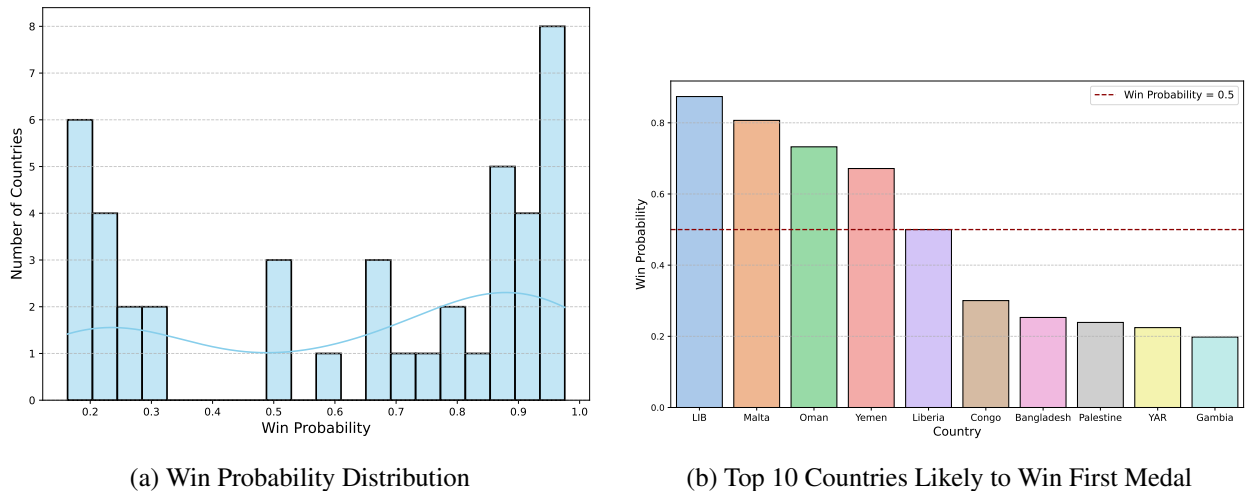 8
7
6
5
4
3
2
1
0
Number of Countries
0.2 0.3 0.4 0.5 0.6 0.7 0.8 0.9 1.0
Win Probability
(a) Win Probability Distribution
Win Probability = 0.5
0.8
0.6
0.4
0.2
0.0
Win Probability
LIB Malta Oman Yemen Liberia Congo Bangladesh Palestine YAR Gambia
Country
(b) Top 10 Countries Likely to Win First Medal